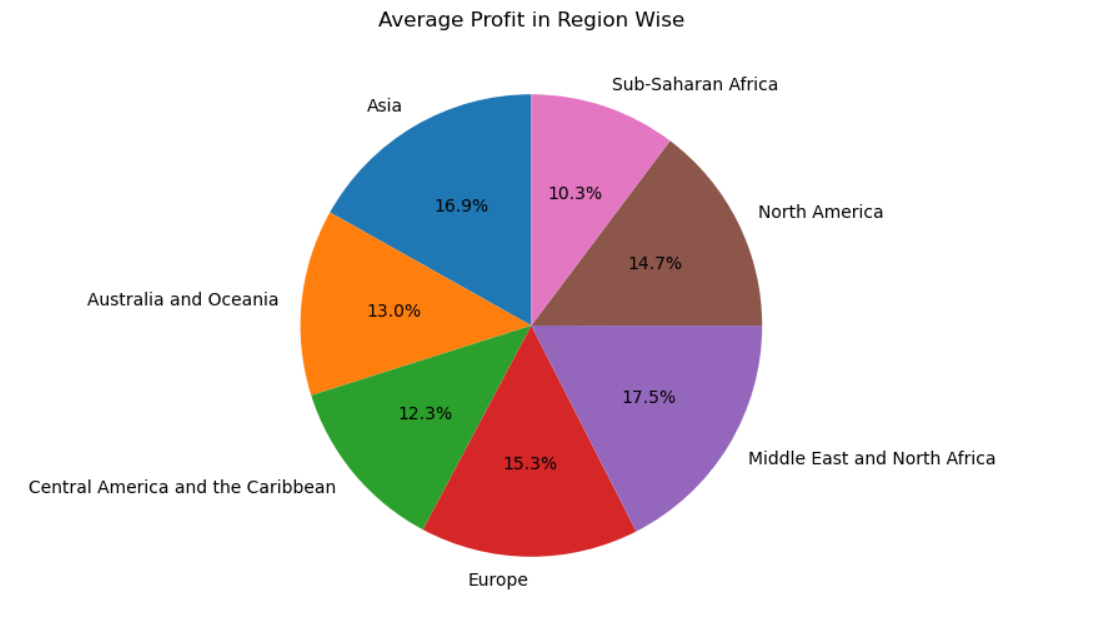 Average Profit in Region Wise
Sub-Saharan Africa
Asia
10.3%
16.9%
North America
14.7%
Australia and Oceania
13.0%
17.5%
12.3%
Middle East and North Africa
15.3%
Central America and the Caribbean
Europe